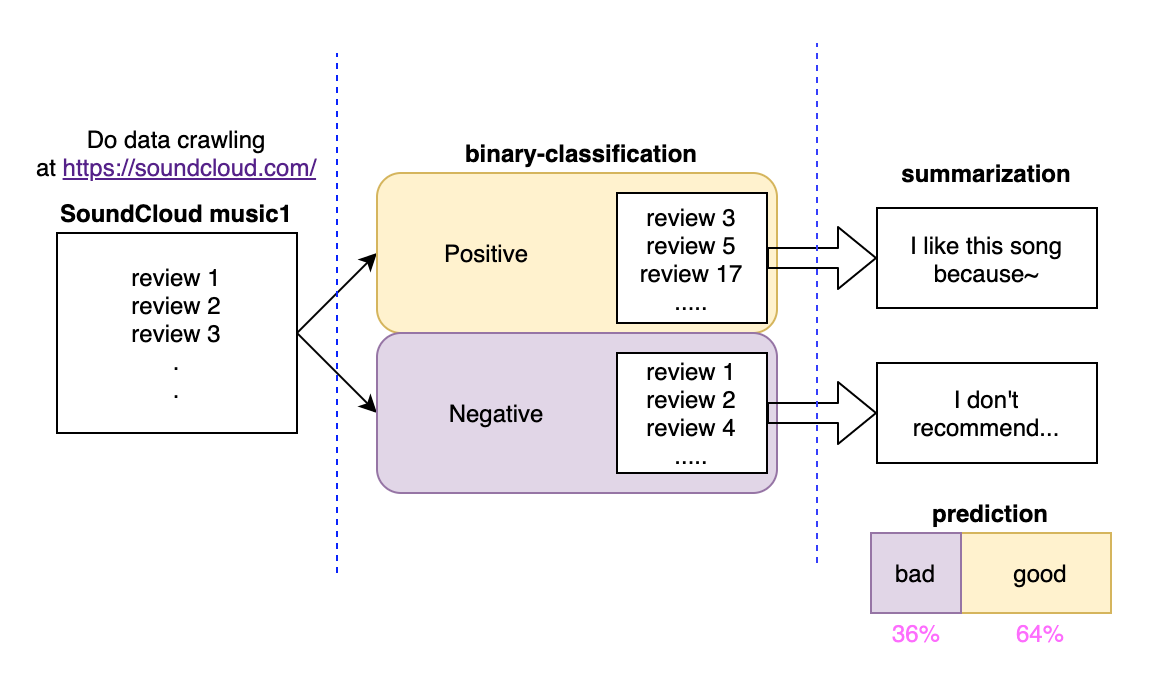 Do data crawling
at https://soundcloud.com/
SoundCloud music1
review 1
review 2
review 3
.
.
binary-classification
Positive
review 3
review 5
review 17
.....
Negative
review 1
review 2
review 4
.....
summarization
I like this song
because~
I don't
recommend...
prediction
bad
good
36%
64%